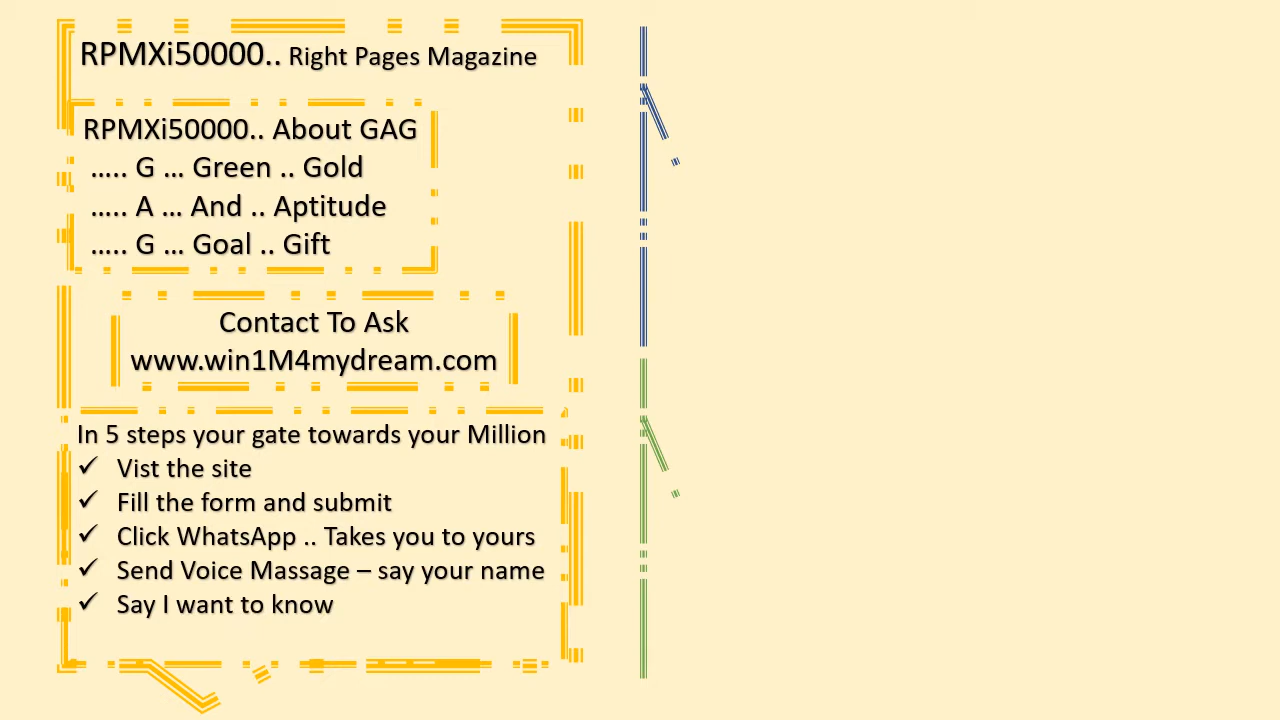 RPMXi50000.. Right Pages Magazine
RPMXi50000.. About GAG
..... G ... Green .. Gold
..... A ... And .. Aptitude
..... G ... Goal .. Gift
Contact To Ask
www.win1M4mydream.com
In 5 steps your gate towards your Million
✓ Vist the site
✓ Fill the form and submit
✓ Click WhatsApp .. Takes you to yours
✓ Send Voice Massage – say your name
✓ Say I want to know